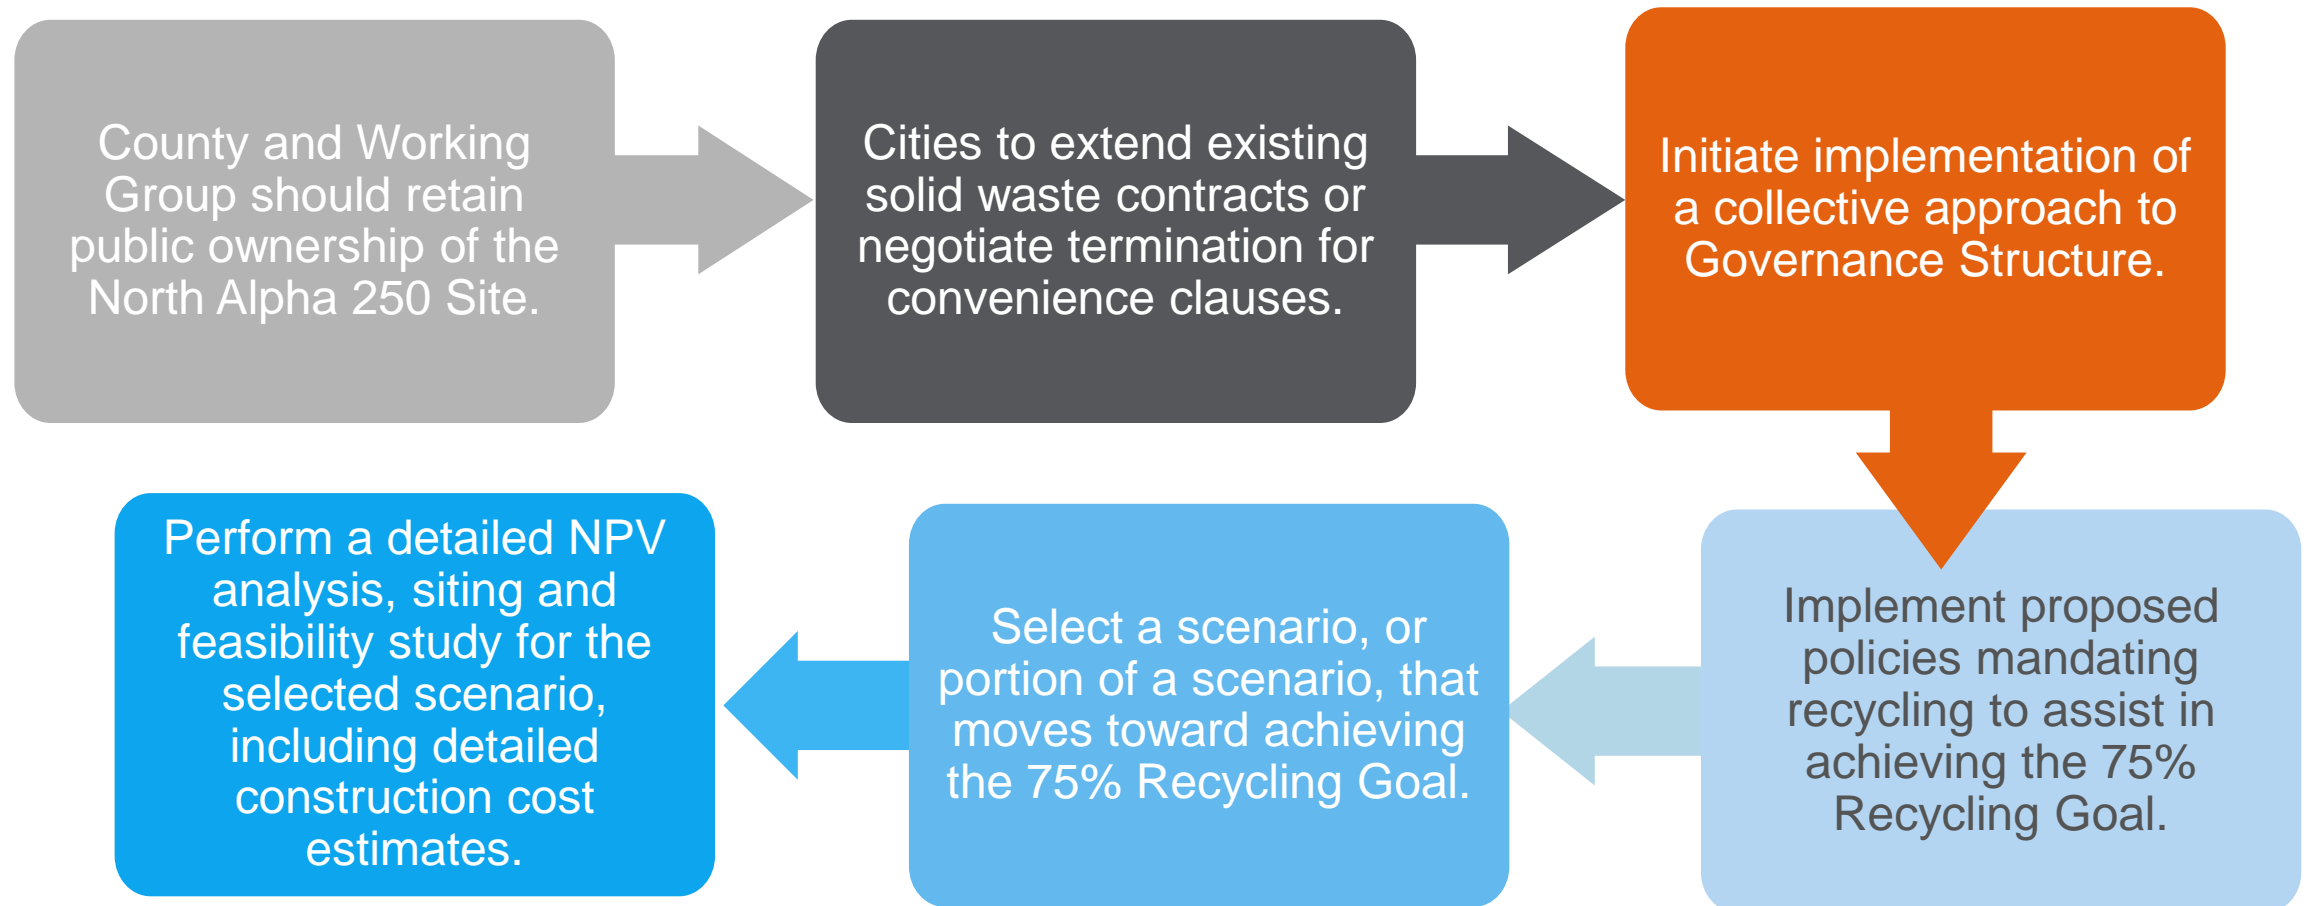 County and Working
Group should retain
public ownership of the
North Alpha 250 Site.
Cities to extend existing
solid waste contracts or
negotiate termination for
convenience clauses.
Initiate implementation of
a collective approach to
Governance Structure.
Implement proposed
policies mandating
recycling to assist in
achieving the 75%
Recycling Goal.
Select a scenario, or
portion of a scenario, that
moves toward achieving
the 75% Recycling Goal.
Perform a detailed NPV
analysis, siting and
feasibility study for the
selected scenario,
including detailed
construction cost
estimates.